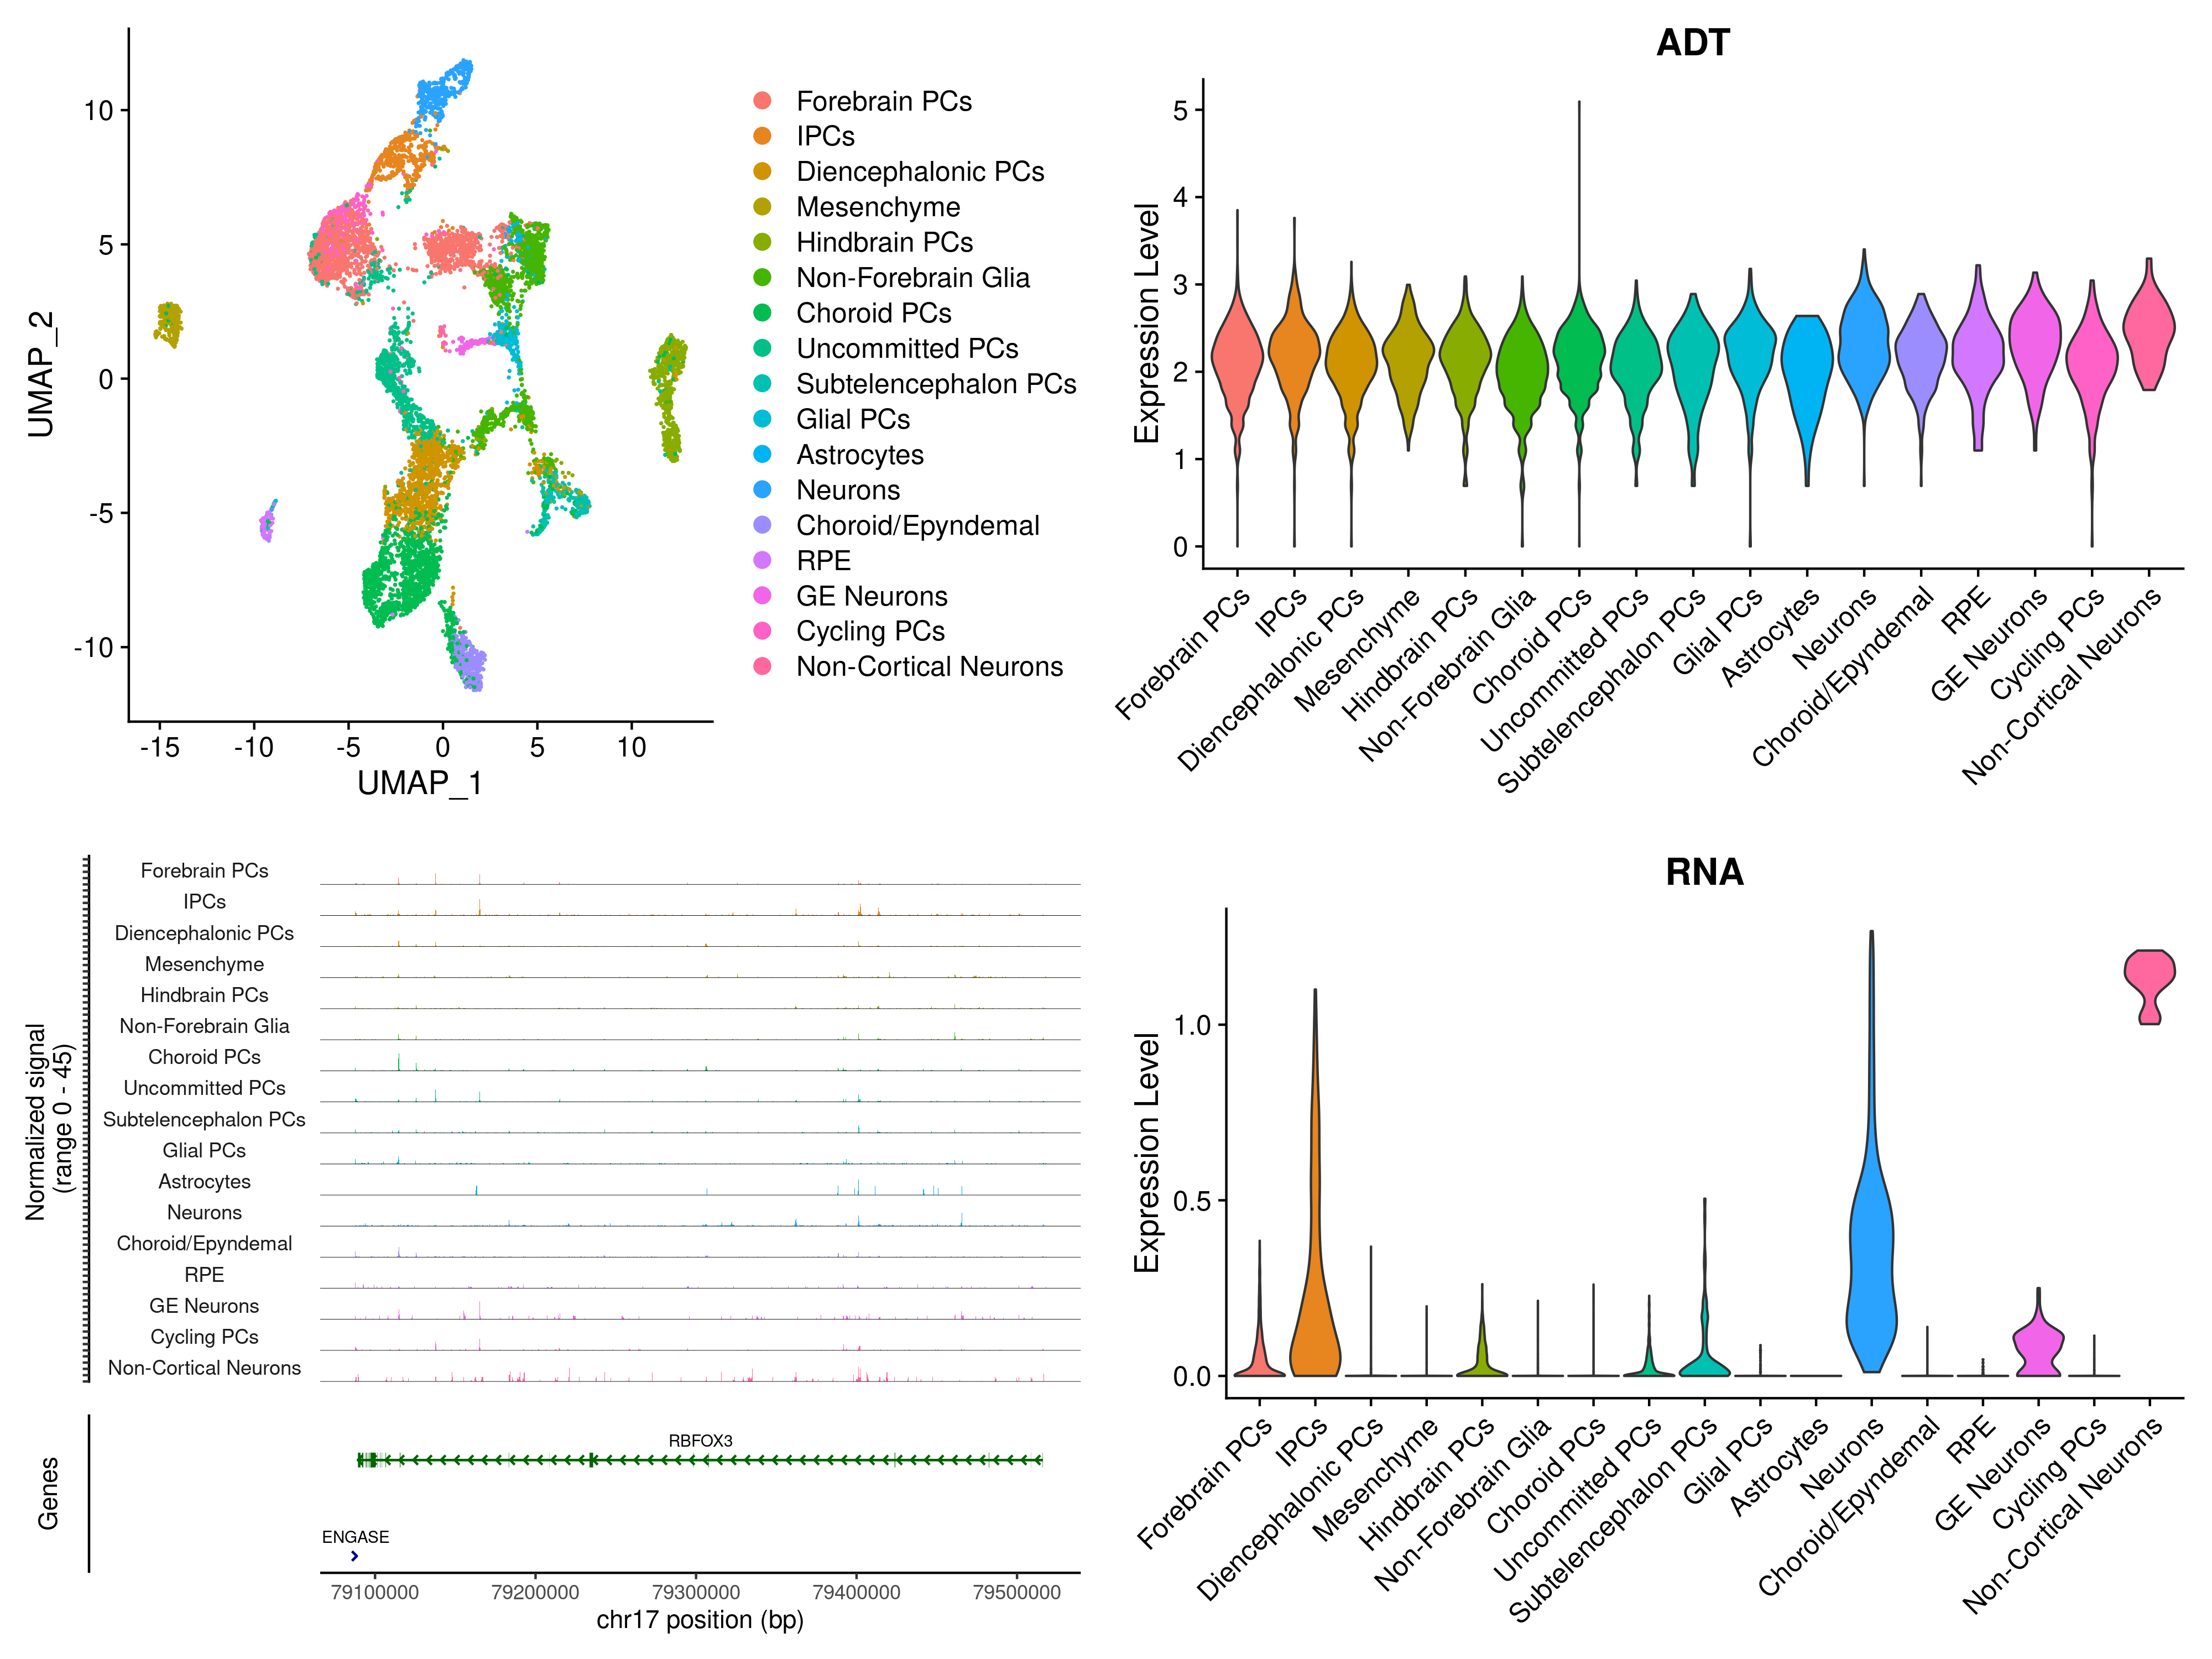 10
5
0
-5
-10
UMAP_2
-15
-10
-5
0
5
10
UMAP_1
Forebrain PCs
IPCs
Diencephalonic PCs
Mesenchyme
Hindbrain PCs
Non-Forebrain Glia
Choroid PCs
Uncommitted PCs
Subtelencephalon PCs
Glial PCs
Astrocytes
Neurons
Choroid/Epyndemal
RPE
GE Neurons
Cycling PCs
Non-Cortical Neurons
ADT
Expression Level
5
4
3
2
1
0
Forebrain PCs
IPCs
Diencephalonic PCs
Mesenchyme
Hindbrain PCs
Non-Forebrain Glia
Choroid PCs
Uncommitted PCs
Subtelencephalon PCs
Glial PCs
Astrocytes
Neurons
Choroid/Epyndemal
RPE
GE Neurons
Cycling PCs
Non-Cortical Neurons
Normalized signal
(range 0 - 45)
Forebrain PCs
IPCs
Diencephalonic PCs
Mesenchyme
Hindbrain PCs
Non-Forebrain Glia
Choroid PCs
Uncommitted PCs
Subtelencephalon PCs
Glial PCs
Astrocytes
Neurons
Choroid/Epyndemal
RPE
GE Neurons
Cycling PCs
Non-Cortical Neurons
Genes
RBFOX3
ENGASE
79100000
79200000
79300000
79400000
79500000
chr17 position (bp)
RNA
Expression Level
1.0
0.5
0.0
Forebrain PCs
IPCs
Diencephalonic PCs
Mesenchyme
Hindbrain PCs
Non-Forebrain Glia
Choroid PCs
Uncommitted PCs
Subtelencephalon PCs
Glial PCs
Astrocytes
Neurons
Choroid/Epyndemal
RPE
GE Neurons
Cycling PCs
Non-Cortical Neurons